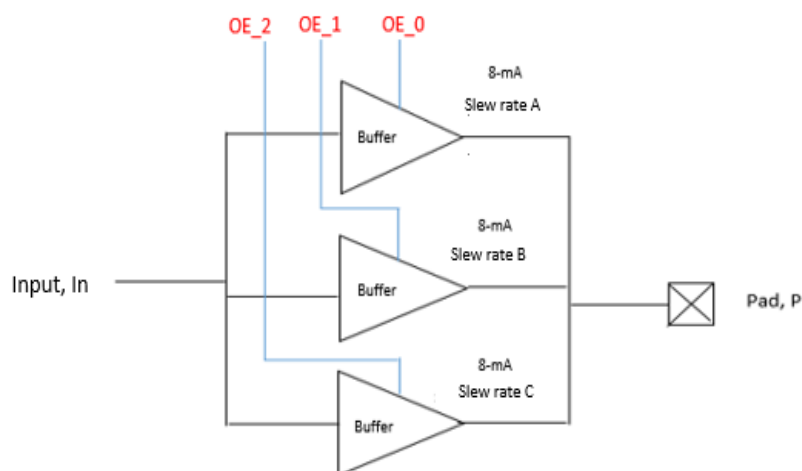 OE_2 OE_1 OE_0
8-mA
Slew rate A
Buffer
8-mA
Slew rate B
Input, In
Buffer
Pad, P
8-mA
Slew rate C
Buffer